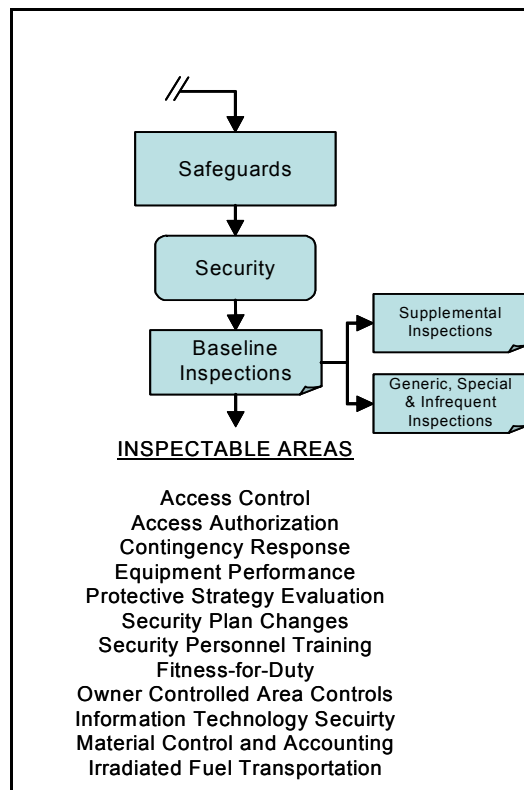 Safeguards
Security
Baseline
Inspections
Supplemental
Inspections
Generic, Special
& Infrequent
Inspections
INSPECTABLE AREAS
Access Control
Access Authorization
Contingency Response
Equipment Performance
Protective Strategy Evaluation
Security Plan Changes
Security Personnel Training
Fitness-for-Duty
Owner Controlled Area Controls
Information Technology Secuirty
Material Control and Accounting
Irradiated Fuel Transportation